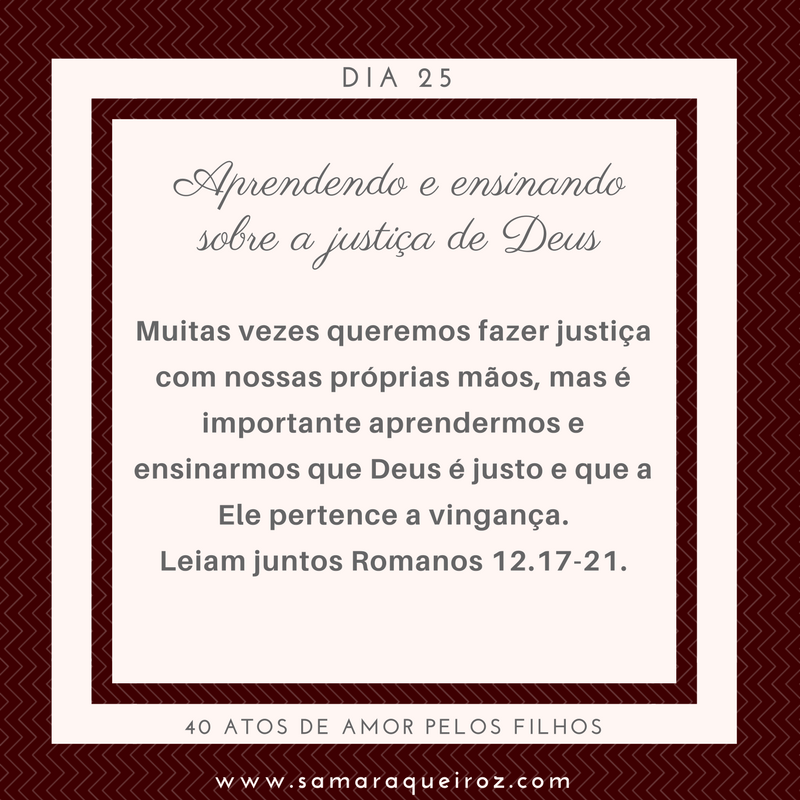 DIA 25
Aprendendo e ensinando
sobre a justiça de Deus
Muitas vezes queremos fazer justiça
com nossas próprias mãos, mas é
importante aprendermos e
ensinarmos que Deus é justo e que a
Ele pertence a vingança.
Leiam juntos Romanos 12.17-21.
40 ATOS DE AMOR PELOS FILHOS
www.samaraqueiroz.com